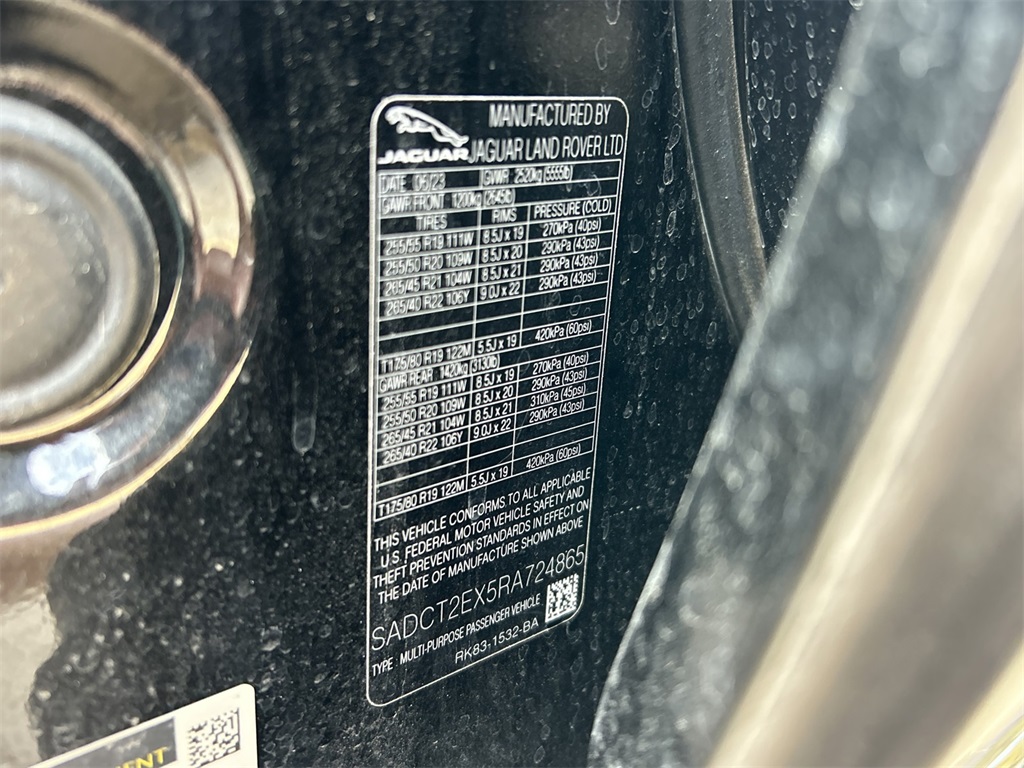 JAGUAR
MANUFACTURED BY
JAGUAR LAND ROVER LTD
DATE 05/23 GVWR 2520kg (5555lb)
GAWR FRONT 1200kg (2645lb)
TIRES RIMS PRESSURE (COLD)
255/55 R19 111W 8.5J x 19 270kPa (40psi)
255/50 R20 109W 8.5J x 20 290kPa (43psi)
265/45 R21 104W 8.5J x 21 290kPa (43psi)
265/40 R22 106Y 9.0J x 22 290kPa (43psi)
T175/80 R19 122M 5.5J x 19 420kPa (60psi)
GAWR REAR 1420kg (3130lb)
255/55 R19 111W 8.5J x 19 270kPa (40psi)
255/50 R20 109W 8.5J x 20 290kPa (43psi)
265/45 R21 104W 8.5J x 21 310kPa (45psi)
265/40 R22 106Y 9.0J x 22 290kPa (43psi)
T175/80 R19 122M 5.5J x 19 420kPa (60psi)
THIS VEHICLE CONFORMS TO ALL APPLICABLE
U.S. FEDERAL MOTOR VEHICLE SAFETY AND
THEFT PREVENTION STANDARDS IN EFFECT ON
THE DATE OF MANUFACTURE SHOWN ABOVE
SADCT2EX5RA724865
TYPE : MULTI-PURPOSE PASSENGER VEHICLE
RK83-1532-BA